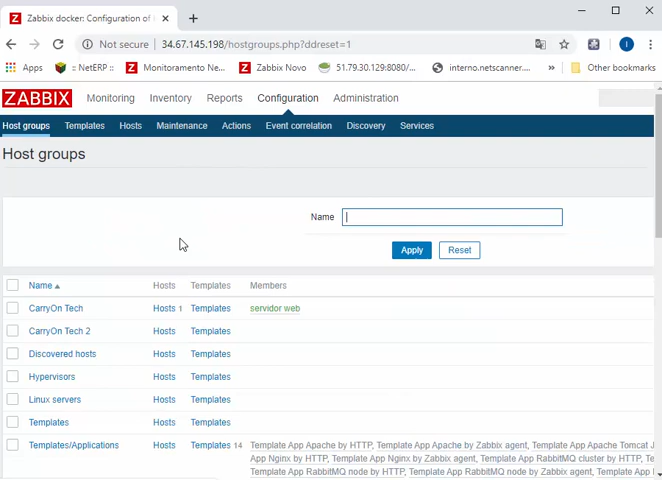 Zabbix docker: Configuration of
Not secure 34.67.145.198/hostgroups.php?ddreset=1
Apps :: NetERP :: Monitoramento Ne... Zabbix Novo 51.79.30.129:8080/... interno.netscanner.... » Other bookmarks
ZABBIX Monitoring Inventory Reports Configuration Administration
Host groups Templates Hosts Maintenance Actions Event correlation Discovery Services
Host groups
Name
Apply Reset
Name Hosts Templates Members
CarryOn Tech Hosts 1 Templates servidor web
CarryOn Tech 2 Hosts Templates
Discovered hosts Hosts Templates
Hypervisors Hosts Templates
Linux servers Hosts Templates
Templates Hosts Templates
Templates/Applications Hosts Templates 14 Template App Apache by HTTP, Template App Apache by Zabbix agent, Template App Apache Tomcat J
App Nginx by HTTP, Template App Nginx by Zabbix agent, Template App RabbitMQ cluster by HTTP, Temp
Template App RabbitMQ node by HTTP, Template App RabbitMQ node by Zabbix agent, Template App